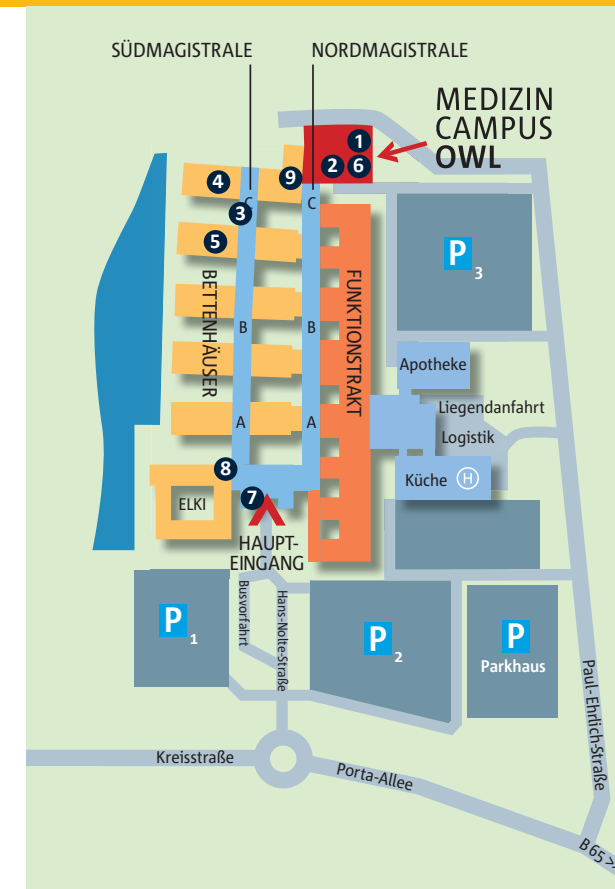 SÜDMAGISTRALE
NORDMAGISTRALE
MEDIZIN
CAMPUS
OWL
1
2
6
9
4
C
C
3
5
P
3
BETTENHÄUSER
FUNKTIONSTRAKT
B
B
Apotheke
Liegendanfahrt
A
A
Logistik
8
Küche
H
7
ELKI
HAUPT-
EINGANG
Busvorfahrt
Hans-Nolte-Straße
P
1
P
2
P
Parkhaus
Paul-Ehrlich-Straße
Kreisstraße
Porta-Allee
B 65 >>